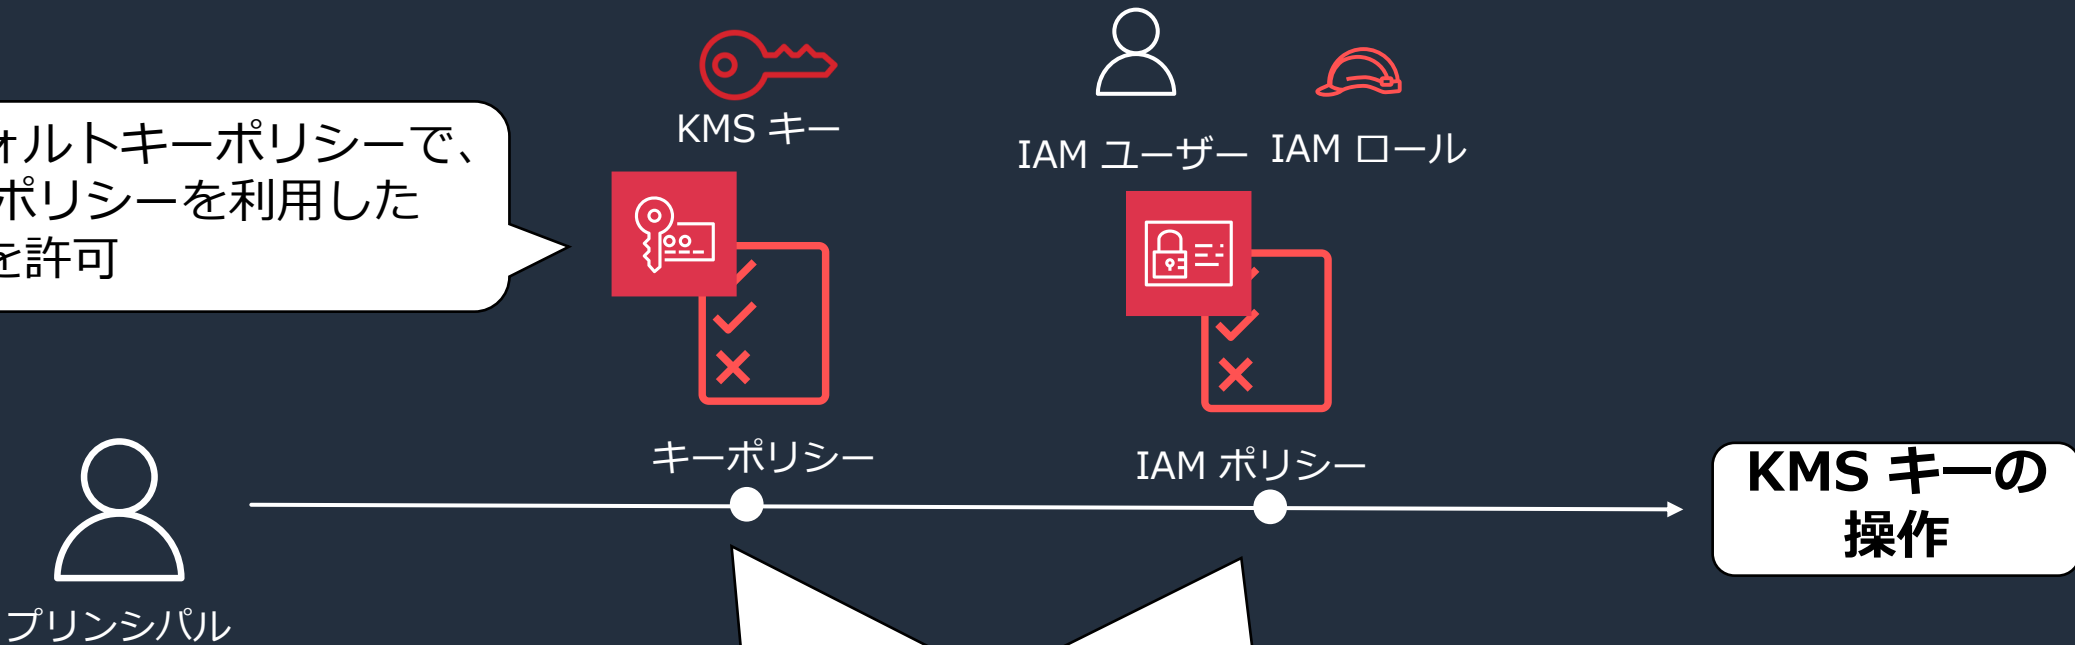 KMS キー
IAM ユーザー
IAM ロール
ォルトキーポリシーで、
ポリシーを利用した
を許可
キーポリシー
IAM ポリシー
KMS キーの
操作
プリンシパル